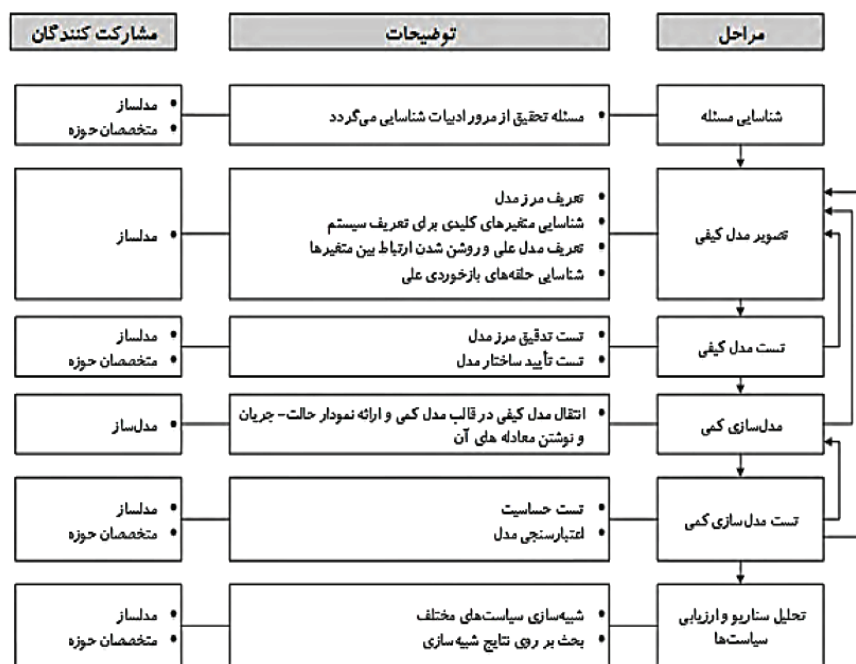 مراحل
توضیحات
مشارکت کنندگان
شناسایی مسئله
• مسئله تحقیق از مرور ادبیات شناسایی می‌گردد
• مدلساز
• متخصصان حوزه
تصویر مدل کیفی
• تعریف مرز مدل
• شناسایی متغیرهای کلیدی برای تعریف سیستم
• تعریف مدل علی و روشن شدن ارتباط بین متغیرها
• شناسایی حلقه‌های بازخوردی علی
• مدلساز
تست مدل کیفی
• تست تدقیق مرز مدل
• تست تأیید ساختار مدل
• مدلساز
• متخصصان حوزه
مدل‌سازی کمی
• انتقال مدل کیفی در قالب مدل کمی و ارائه نمودار حالت- جریان
و نوشتن معادله های آن
• مدل‌ساز
تست مدل‌سازی کمی
• تست حساسیت
• اعتبارسنجی مدل
• مدلساز
• متخصصان حوزه
تحلیل سناریو و ارزیابی
سیاست‌ها
• شبیه‌سازی سیاست‌های مختلف
• بحث بر روی نتایج شبیه سازی
• مدلساز
• متخصصان حوزه